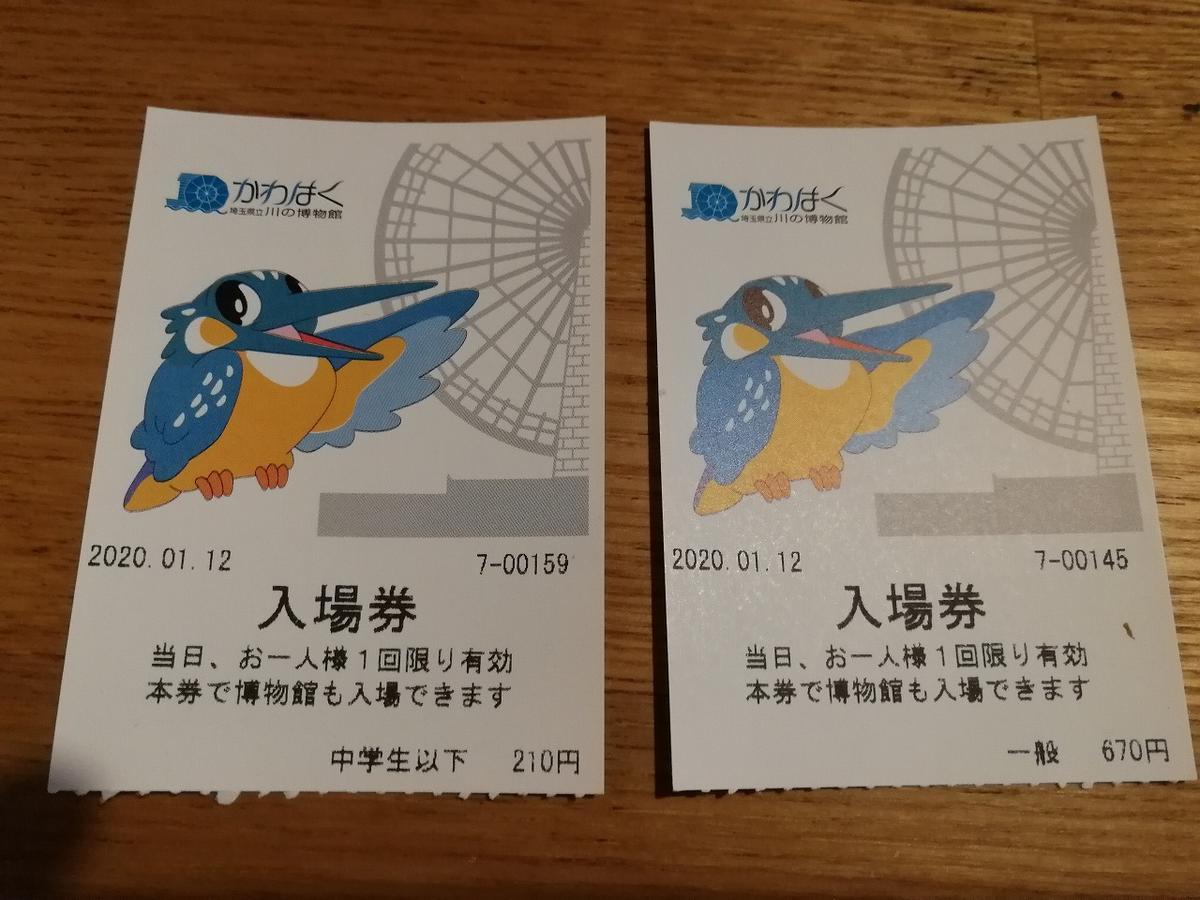 かわはく
埼玉県立川の博物館
2020.01.12 7-00159
入場券
当日、お一人様1回限り有効
本券で博物館も入場できます
中学生以下 210円
かわはく
埼玉県立川の博物館
2020.01.12 7-00145
入場券
当日、お一人様1回限り有効
本券で博物館も入場できます
一般 670円